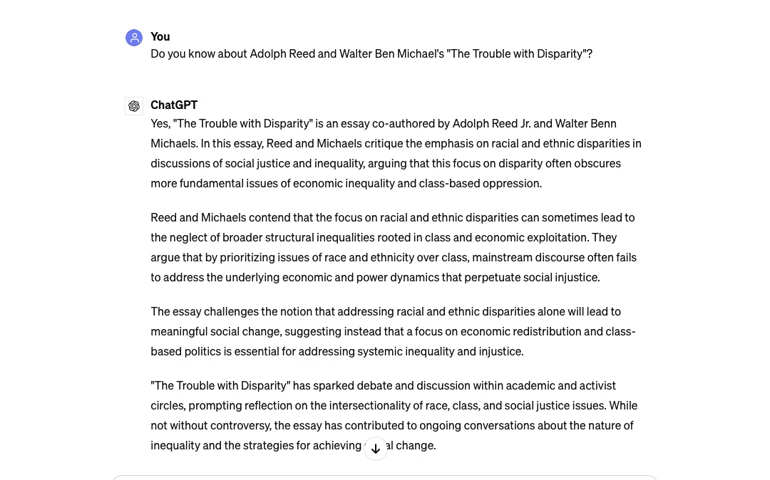 You
Do you know about Adolph Reed and Walter Ben Michael's "The Trouble with Disparity"?
ChatGPT
Yes, "The Trouble with Disparity" is an essay co-authored by Adolph Reed Jr. and Walter Benn
Michaels. In this essay, Reed and Michaels critique the emphasis on racial and ethnic disparities in
discussions of social justice and inequality, arguing that this focus on disparity often obscures
more fundamental issues of economic inequality and class-based oppression.
Reed and Michaels contend that the focus on racial and ethnic disparities can sometimes lead to
the neglect of broader structural inequalities rooted in class and economic exploitation. They
argue that by prioritizing issues of race and ethnicity over class, mainstream discourse often fails
to address the underlying economic and power dynamics that perpetuate social injustice.
The essay challenges the notion that addressing racial and ethnic disparities alone will lead to
meaningful social change, suggesting instead that a focus on economic redistribution and class-
based politics is essential for addressing systemic inequality and injustice.
"The Trouble with Disparity" has sparked debate and discussion within academic and activist
circles, prompting reflection on the intersectionality of race, class, and social justice issues. While
not without controversy, the essay has contributed to ongoing conversations about the nature of
inequality and the strategies for achieving change.